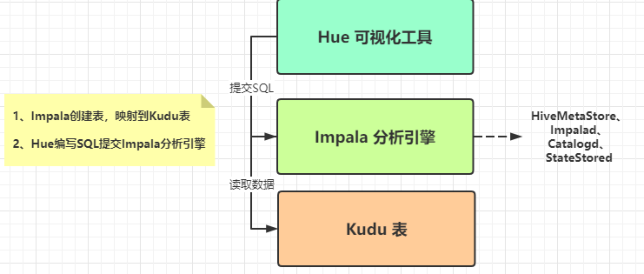 Hue 可视化工具
提交SQL
1、Impala创建表，映射到Kudu表
2、Hue编写SQL提交Impala分析引擎
Impala 分析引擎
HiveMetaStore、
Impalad、
Catalogd、
StateStored
读取数据
Kudu 表